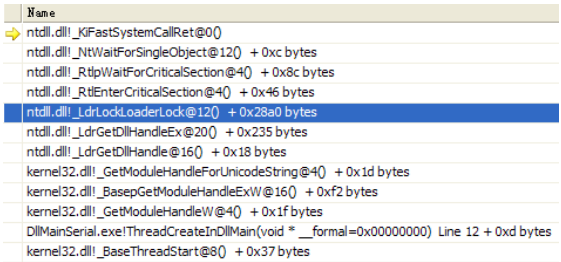 Name
ntdll.dll!_KiFastSystemCallRet@0()
ntdll.dll!_NtWaitForSingleObject@12() + 0xc bytes
ntdll.dll!_RtlpWaitForCriticalSection@4() + 0x8c bytes
ntdll.dll!_RtlEnterCriticalSection@4() + 0x46 bytes
ntdll.dll!_LdrLockLoaderLock@12() + 0x28a0 bytes
ntdll.dll!_LdrGetDllHandleEx@20() + 0x235 bytes
ntdll.dll!_LdrGetDllHandle@16() + 0x18 bytes
kernel32.dll!_GetModuleHandleForUnicodeString@4() + 0x1d bytes
kernel32.dll!_BasepGetModuleHandleExW@16() + 0xf2 bytes
kernel32.dll!_GetModuleHandleW@4() + 0x1f bytes
DllMainSerial.exe!ThreadCreateInDllMain(void * __formal=0x00000000) Line 12 + 0xd bytes
kernel32.dll!_BaseThreadStart@8() + 0x37 bytes